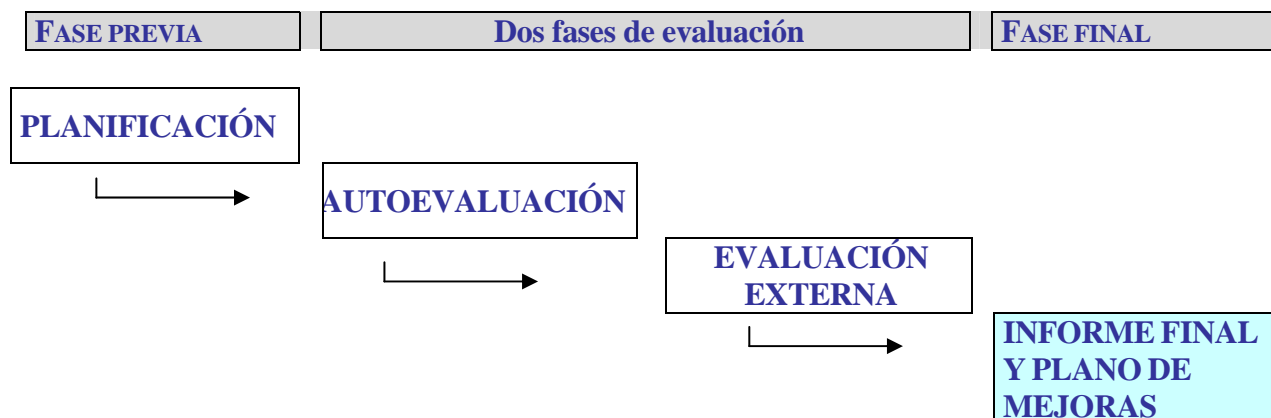 FASE PREVIA
Dos fases de evaluación
FASE FINAL
PLANIFICACIÓN
AUTOEVALUACIÓN
EVALUACIÓN
EXTERNA
INFORME FINAL
Y PLANO DE
MEJORAS